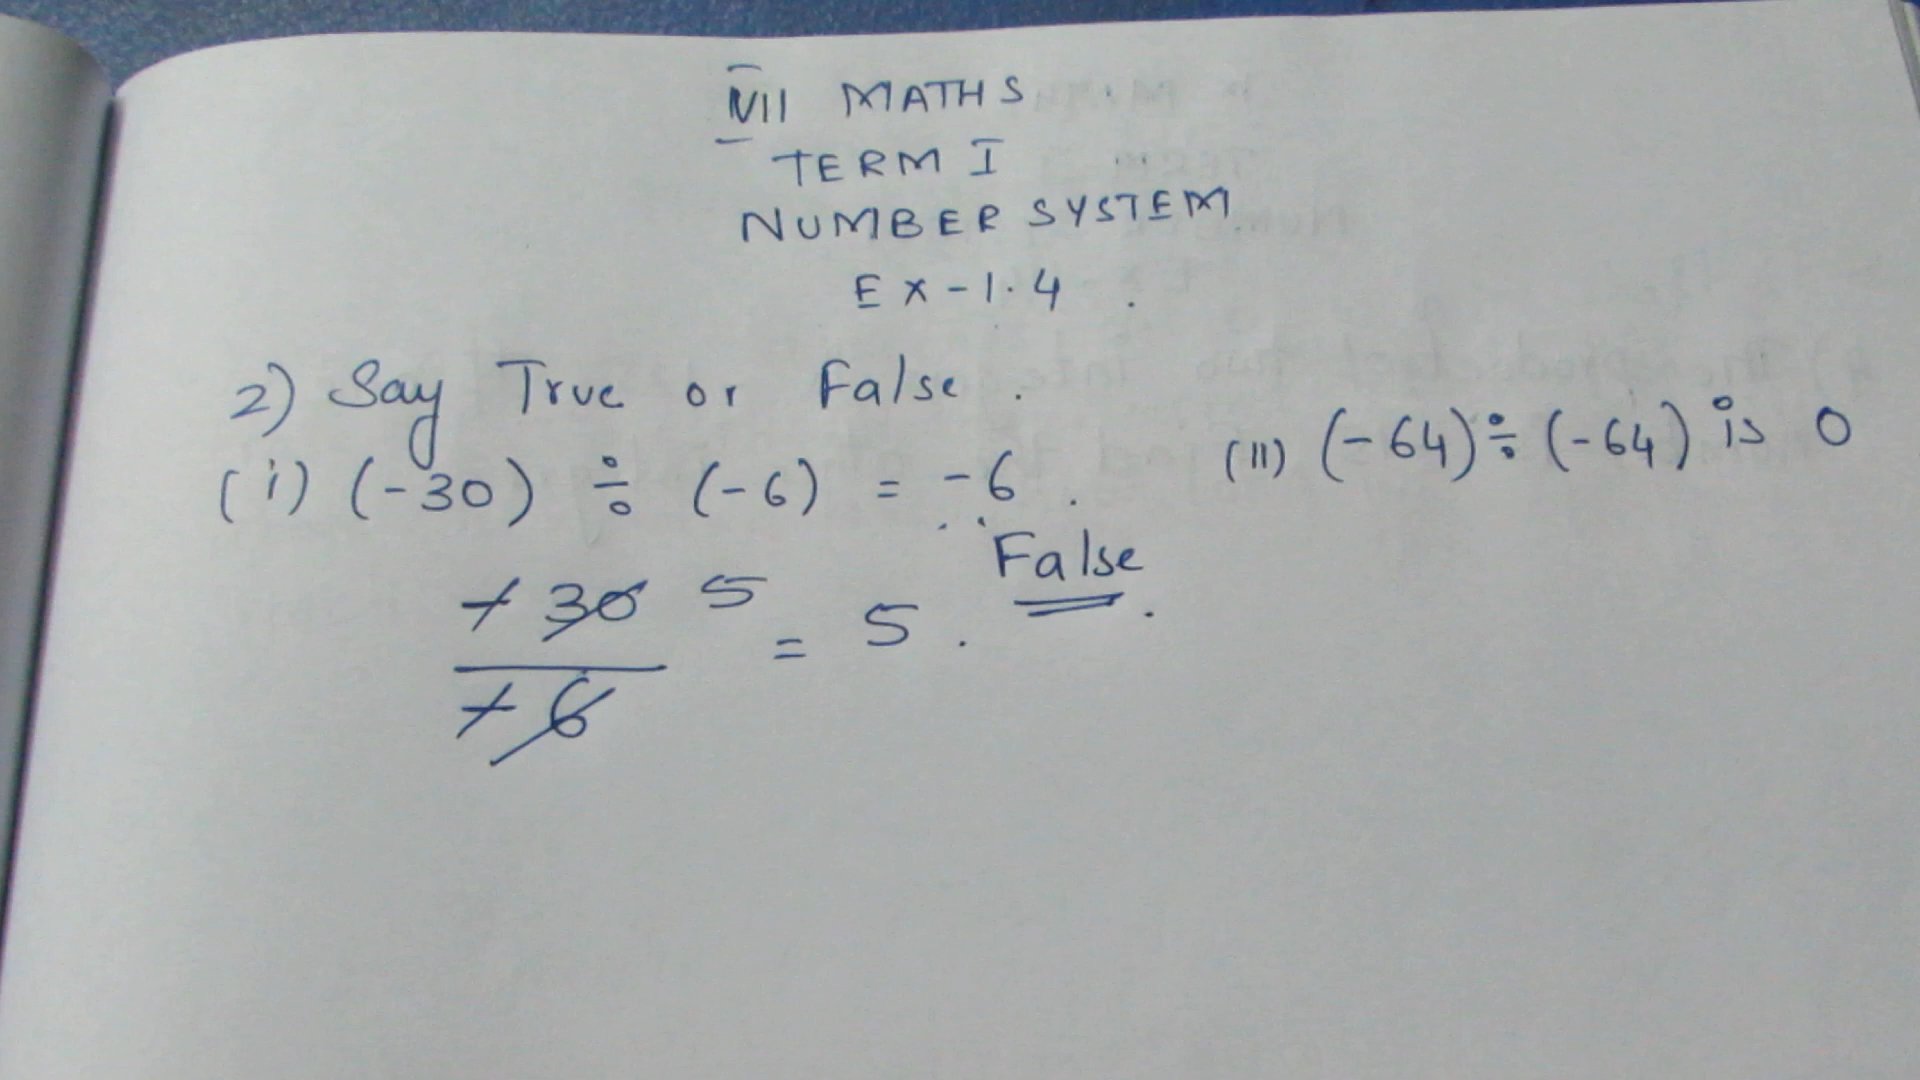 VII MATHS
TERM I
NUMBER SYSTEM
Ex-1.4
2) Say True or False.
(i) (-30) ÷ (-6) = -6.
(ii) (-64) ÷ (-64) is 0
False.
-30 5
= 5.
-6